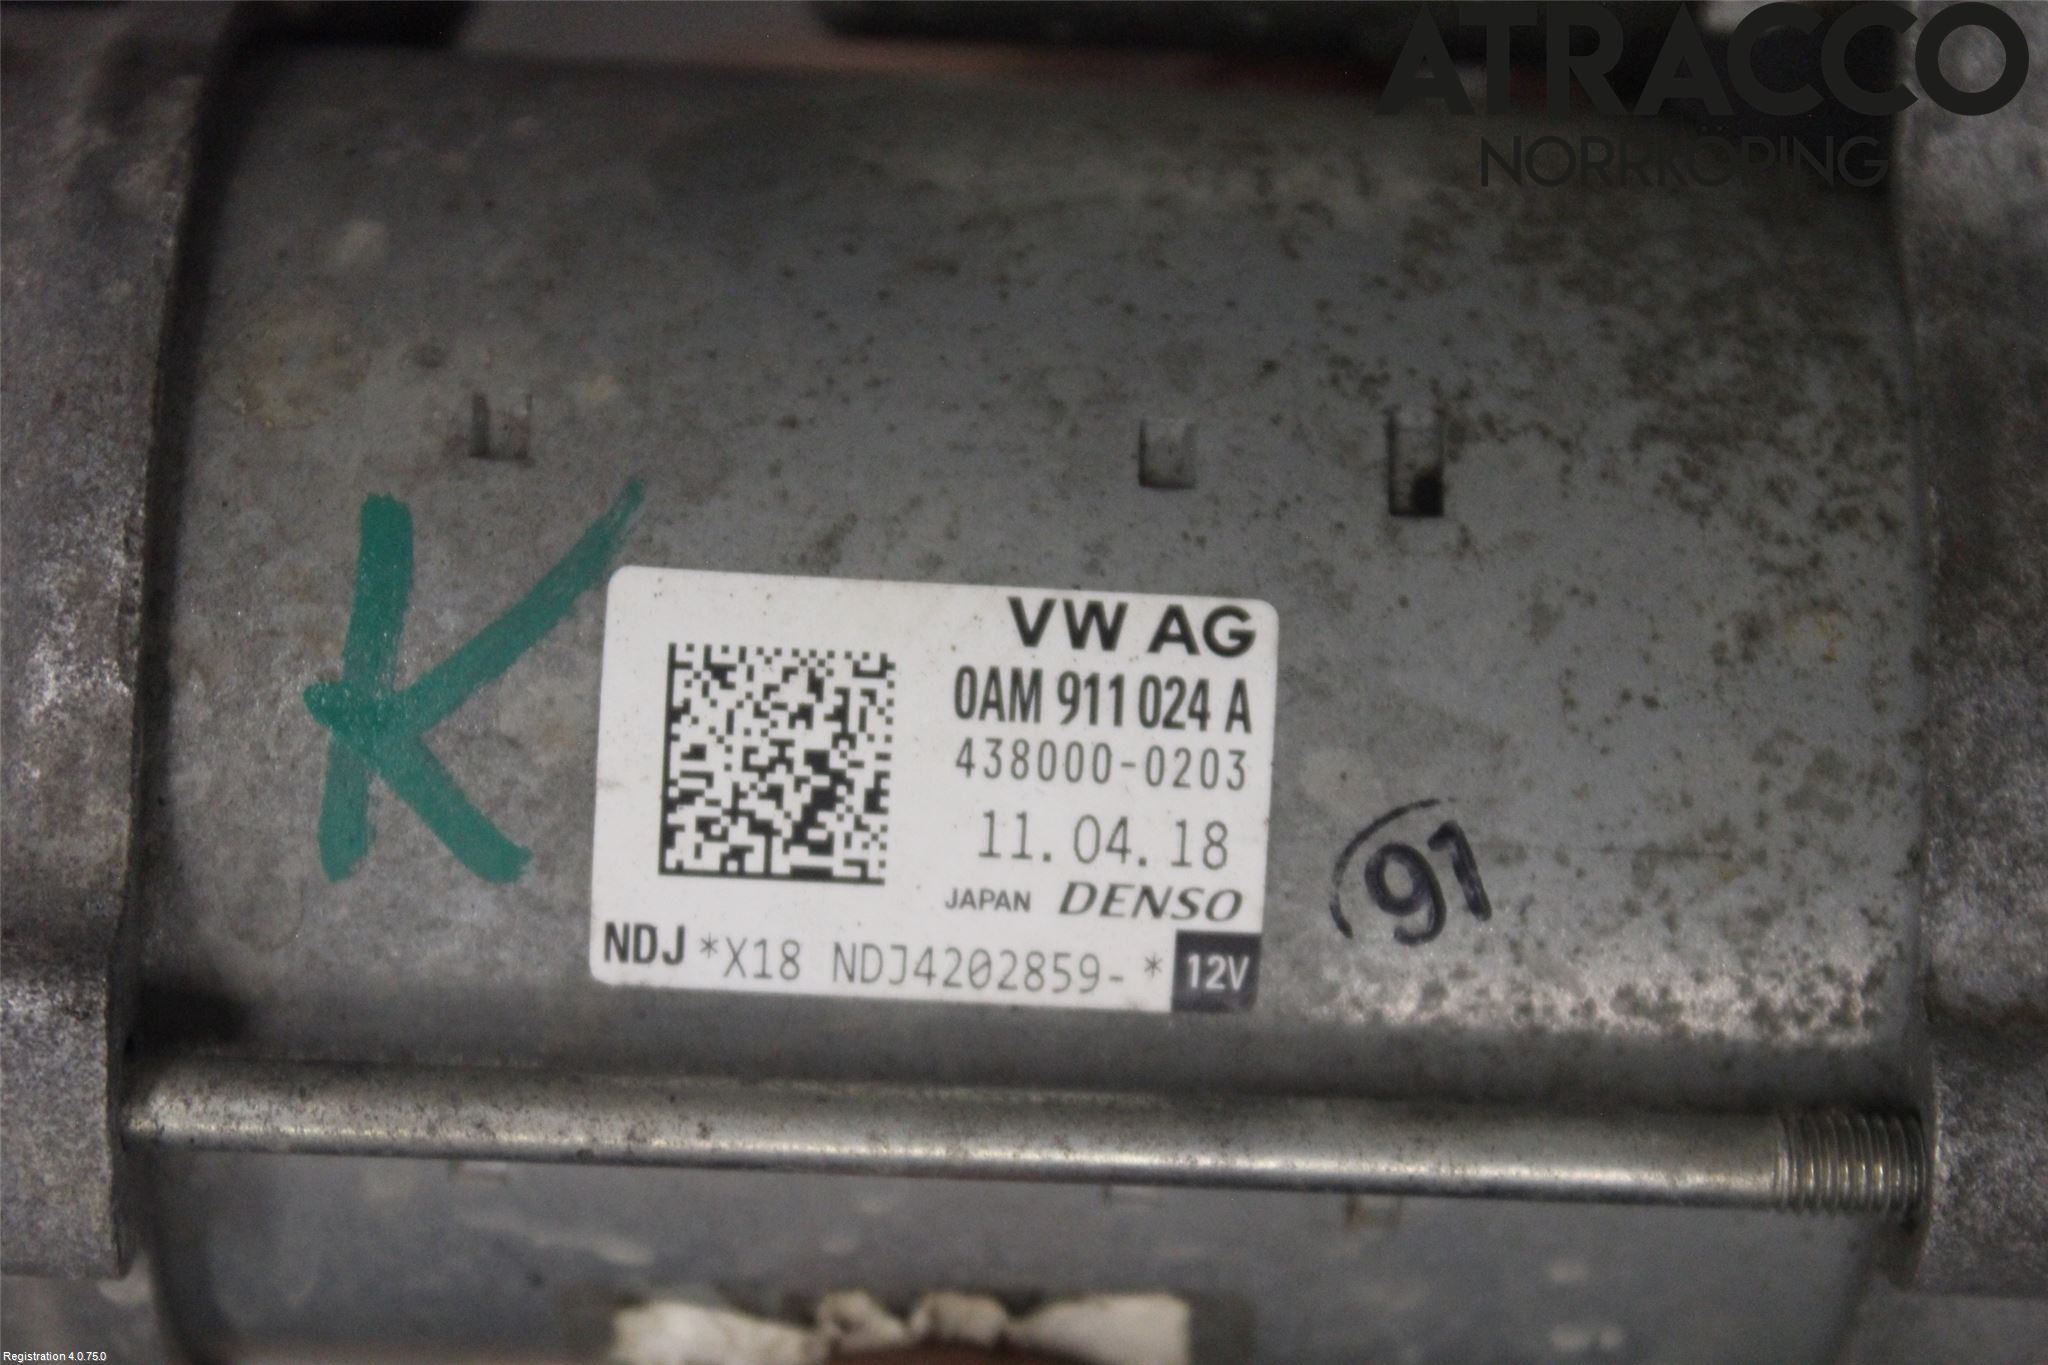 ATRACCO
NORRKÖPING
K
VW AG
0AM 911 024 A
438000-0203
11.04.18
JAPAN DENSO
NDJ *X18 NDJ4202859- * 12V
91
Registration 4.0.75.0